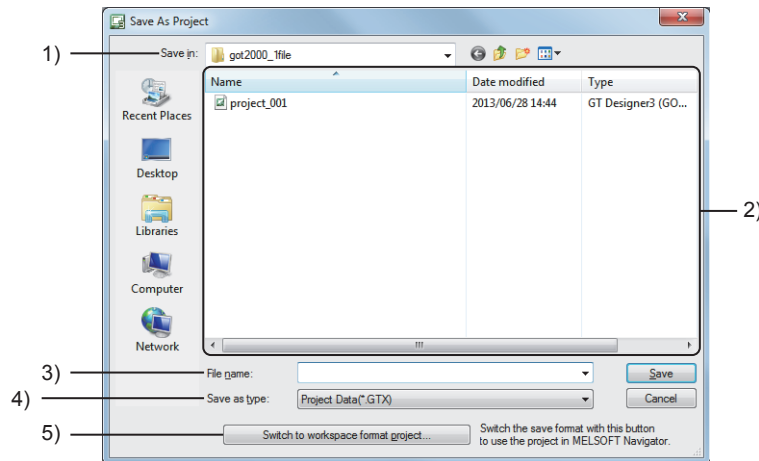 Save As Project
1) Save in: got2000_1file
Name Date modified Type
project_001 2013/06/28 14:44 GT Designer3 (GO...
2)
Recent Places
Desktop
Libraries
Computer
Network
3) File name: Save
4) Save as type: Project Data(*.GTX) Cancel
5) Switch to workspace format project... Switch the save format with this button
to use the project in MELSOFT Navigator.